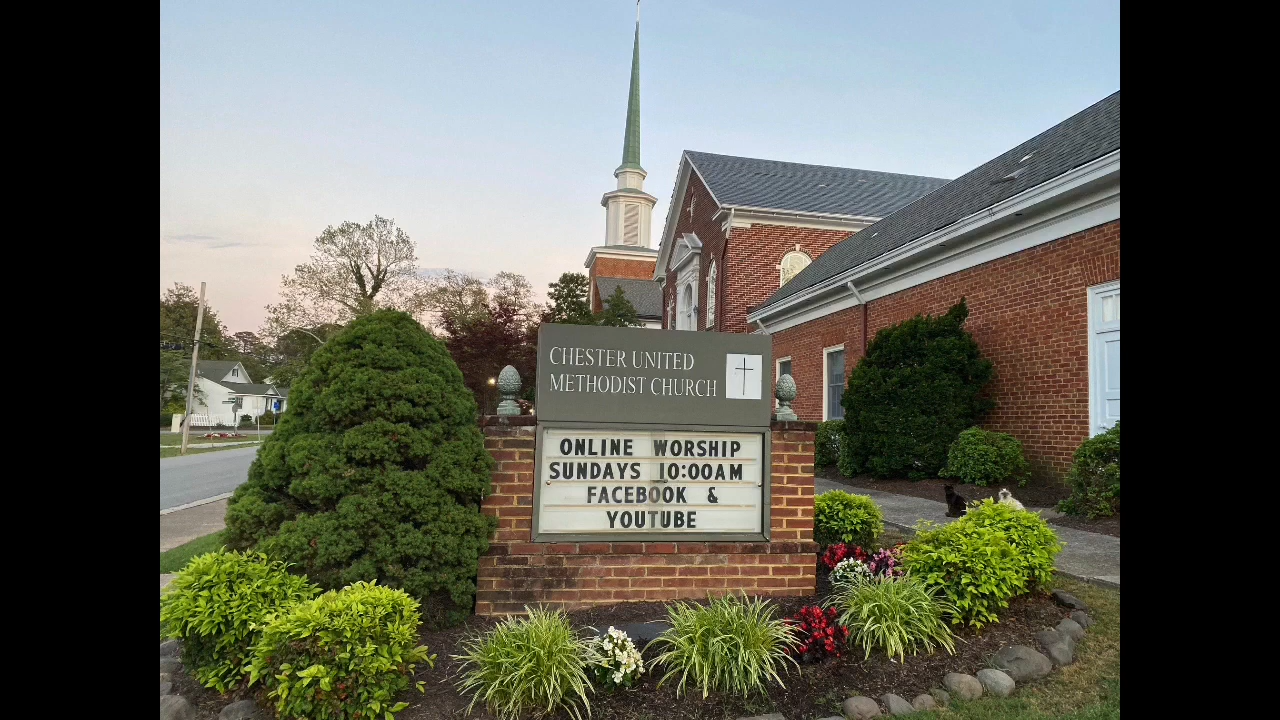 CHESTER UNITED
METHODIST CHURCH
ONLINE WORSHIP
SUNDAYS 10:00AM
FACEBOOK &
YOUTUBE